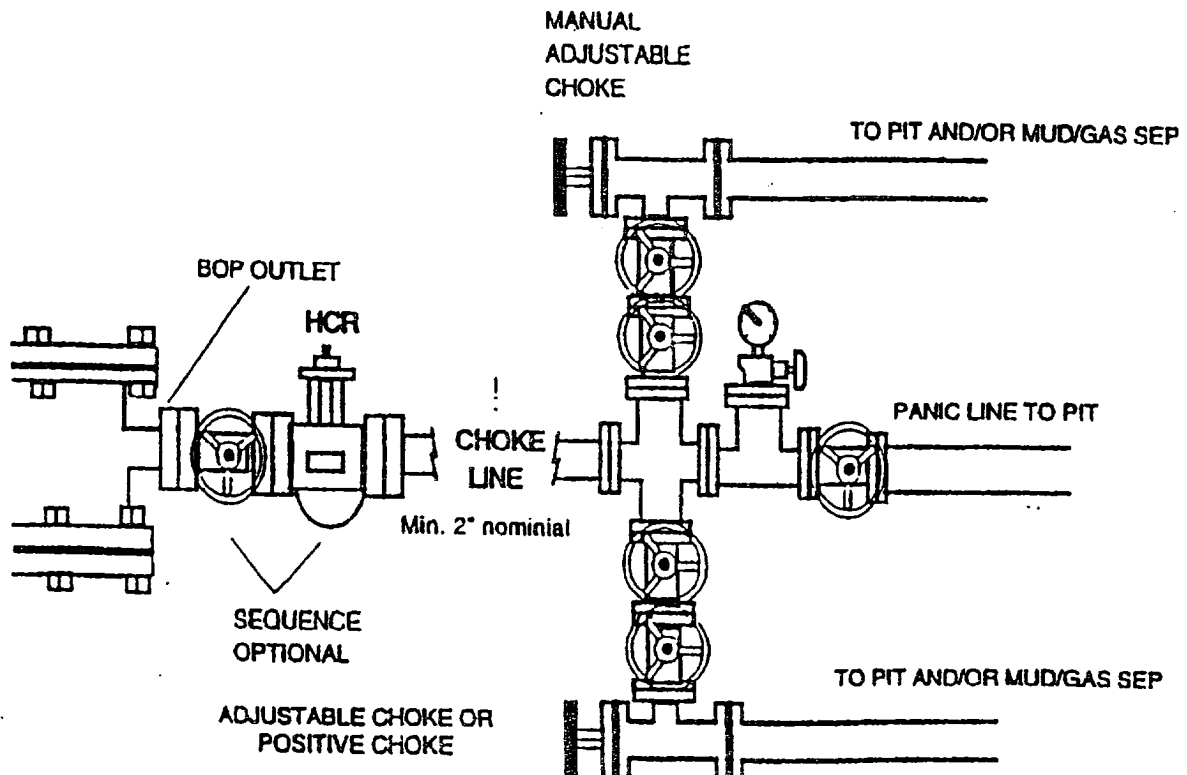 MANUAL
ADJUSTABLE
CHOKE
TO PIT AND/OR MUD/GAS SEP
BOP OUTLET
HCR
CHOKE
LINE
Min. 2" nominial
PANIC LINE TO PIT
SEQUENCE
OPTIONAL
TO PIT AND/OR MUD/GAS SEP
ADJUSTABLE CHOKE OR
POSITIVE CHOKE